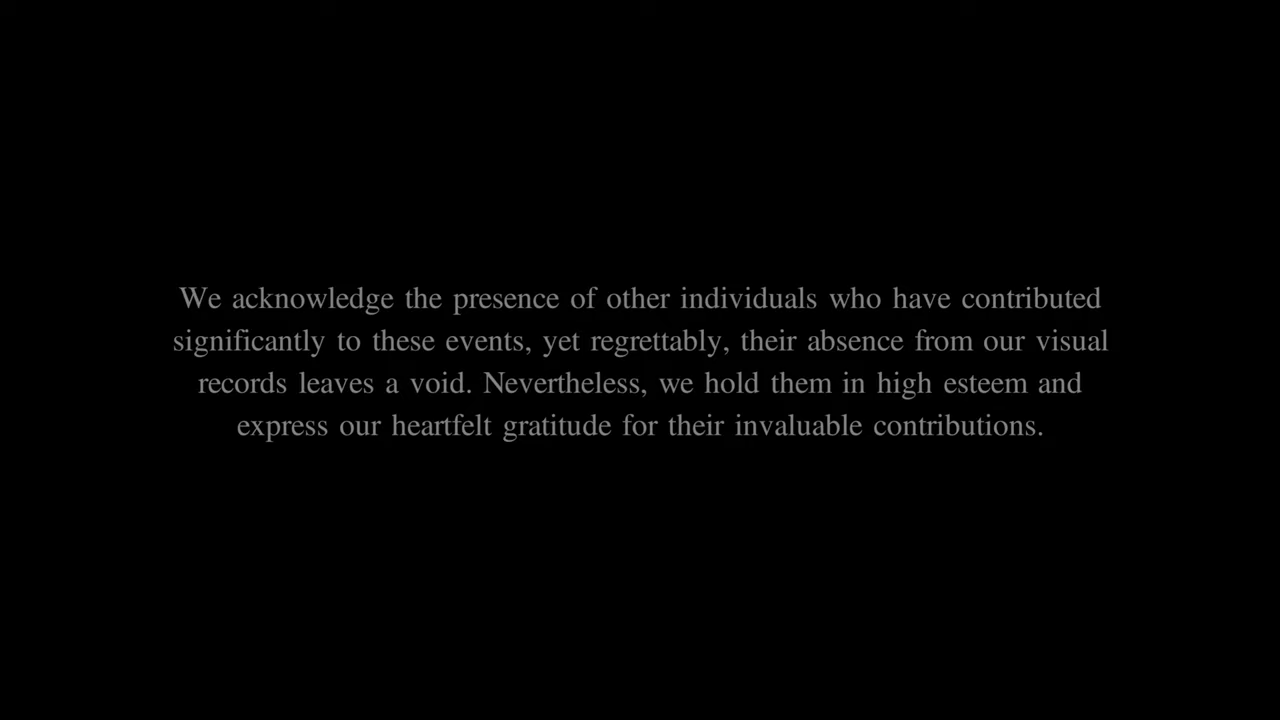 We acknowledge the presence of other individuals who have contributed
significantly to these events, yet regrettably, their absence from our visual
records leaves a void. Nevertheless, we hold them in high esteem and
express our heartfelt gratitude for their invaluable contributions.